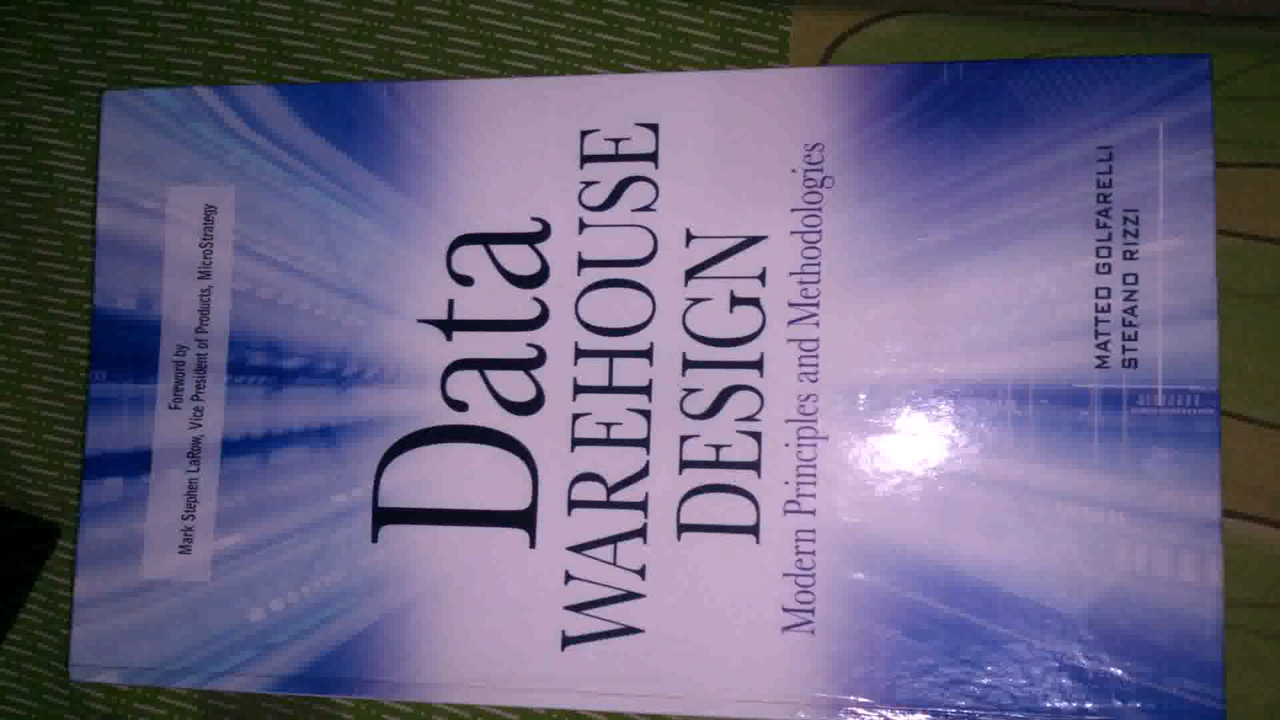 Foreword by
Mark Stephen LaRow, Vice President of Products, MicroStrategy
Data
WAREHOUSE
DESIGN
Modern Principles and Methodologies
MATTEO GOLFARELLI
STEFANO RIZZI